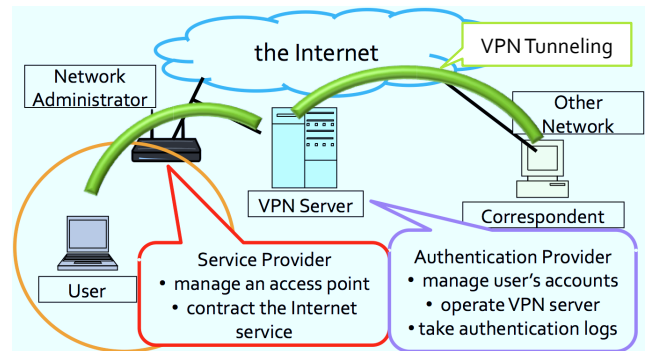 the Internet
VPN Tunneling
Network
Administrator
Other
Network
VPN Server
Correspondent
User
Service Provider
• manage an access point
• contract the Internet
service
Authentication Provider
• manage user's accounts
• operate VPN server
• take authentication logs